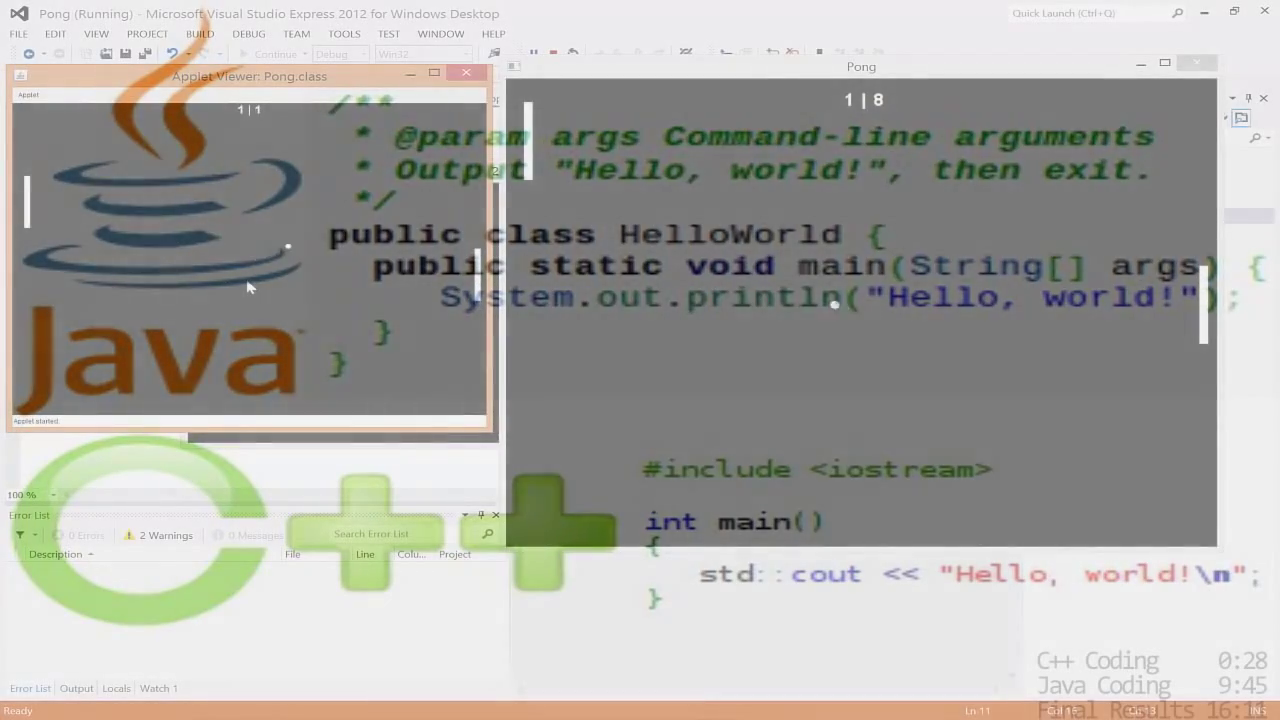 Pong (Running) - Microsoft Visual Studio Express 2012 for Windows Desktop
Quick Launch (Ctrl+Q)
FILE EDIT VIEW PROJECT BUILD DEBUG TEAM TOOLS TEST WINDOW HELP
Continue Debug Win32
Applet Viewer: Pong.class
Pong
Applet
1 | 1
1 | 8
/**
* @param args Command-line arguments
* Output "Hello, world!", then exit.
*/
public class HelloWorld {
public static void main(String[] args) {
System.out.println("Hello, world!");
}
}
Java
Applet started.
#include <iostream>
int main()
{
std::cout << "Hello, world!\n";
}
C++
100 %
Error List
0 Errors 2 Warnings 0 Messages Search Error List
Description File Line Colu... Project
C++ Coding 0:28
Java Coding 9:45
Final Results 16:11
Error List Output Locals Watch 1
Ready Ln 11 INS